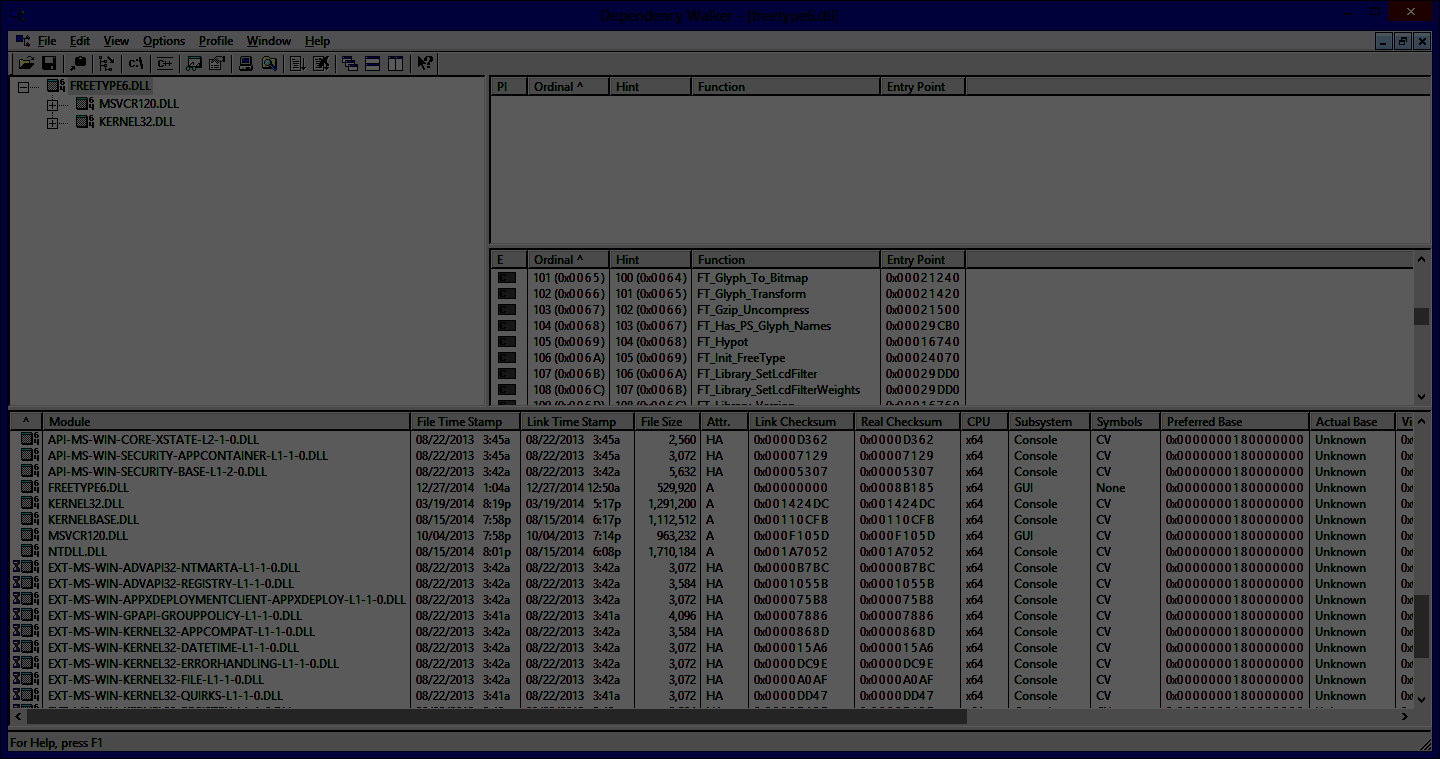 Dependency Walker - [freetype6.dll]
File Edit View Options Profile Window Help
C:\ C++
FREETYPE6.DLL
MSVCR120.DLL
KERNEL32.DLL
PI Ordinal ^ Hint Function Entry Point
E Ordinal ^ Hint Function Entry Point
C 101 (0x0065) 100 (0x0064) FT_Glyph_To_Bitmap 0x00021240
C 102 (0x0066) 101 (0x0065) FT_Glyph_Transform 0x00021420
C 103 (0x0067) 102 (0x0066) FT_Gzip_Uncompress 0x00021500
C 104 (0x0068) 103 (0x0067) FT_Has_PS_Glyph_Names 0x00029CB0
C 105 (0x0069) 104 (0x0068) FT_Hypot 0x00016740
C 106 (0x006A) 105 (0x0069) FT_Init_FreeType 0x00024070
C 107 (0x006B) 106 (0x006A) FT_Library_SetLcdFilter 0x00029DD0
C 108 (0x006C) 107 (0x006B) FT_Library_SetLcdFilterWeights 0x00029DD0
^ Module File Time Stamp Link Time Stamp File Size Attr. Link Checksum Real Checksum CPU Subsystem Symbols Preferred Base Actual Base
API-MS-WIN-CORE-XSTATE-L2-1-0.DLL 08/22/2013 3:45a 08/22/2013 3:45a 2,560 HA 0x0000D362 0x0000D362 x64 Console CV 0x0000000180000000 Unknown
API-MS-WIN-SECURITY-APPCONTAINER-L1-1-0.DLL 08/22/2013 3:45a 08/22/2013 3:45a 3,072 HA 0x00007129 0x00007129 x64 Console CV 0x0000000180000000 Unknown
API-MS-WIN-SECURITY-BASE-L1-2-0.DLL 08/22/2013 3:42a 08/22/2013 3:42a 5,632 HA 0x00005307 0x00005307 x64 Console CV 0x0000000180000000 Unknown
FREETYPE6.DLL 12/27/2014 1:04a 12/27/2014 12:50a 529,920 A 0x00000000 0x0008B185 x64 GUI None 0x0000000180000000 Unknown
KERNEL32.DLL 03/19/2014 8:19p 03/19/2014 5:17p 1,291,200 A 0x001424DC 0x001424DC x64 Console CV 0x0000000180000000 Unknown
KERNELBASE.DLL 08/15/2014 7:58p 08/15/2014 6:17p 1,112,512 A 0x00110CFB 0x00110CFB x64 Console CV 0x0000000180000000 Unknown
MSVCR120.DLL 10/04/2013 7:58p 10/04/2013 7:14p 963,232 A 0x000F105D 0x000F105D x64 GUI CV 0x0000000180000000 Unknown
NTDLL.DLL 08/15/2014 8:01p 08/15/2014 6:08p 1,710,184 A 0x001A7052 0x001A7052 x64 Console CV 0x0000000180000000 Unknown
EXT-MS-WIN-ADVAPI32-NTMARTA-L1-1-0.DLL 08/22/2013 3:42a 08/22/2013 3:42a 3,072 HA 0x0000B7BC 0x0000B7BC x64 Console CV 0x0000000180000000 Unknown
EXT-MS-WIN-ADVAPI32-REGISTRY-L1-1-0.DLL 08/22/2013 3:42a 08/22/2013 3:42a 3,584 HA 0x0001055B 0x0001055B x64 Console CV 0x0000000180000000 Unknown
EXT-MS-WIN-APPXDEPLOYMENTCLIENT-APPXDEPLOY-L1-1-0.DLL 08/22/2013 3:42a 08/22/2013 3:42a 3,072 HA 0x000075B8 0x000075B8 x64 Console CV 0x0000000180000000 Unknown
EXT-MS-WIN-GPAPI-GROUPPOLICY-L1-1-0.DLL 08/22/2013 3:41a 08/22/2013 3:41a 4,096 HA 0x00007886 0x00007886 x64 Console CV 0x0000000180000000 Unknown
EXT-MS-WIN-KERNEL32-APPCOMPAT-L1-1-0.DLL 08/22/2013 3:42a 08/22/2013 3:42a 3,584 HA 0x0000868D 0x0000868D x64 Console CV 0x0000000180000000 Unknown
EXT-MS-WIN-KERNEL32-DATETIME-L1-1-0.DLL 08/22/2013 3:42a 08/22/2013 3:42a 3,072 HA 0x000015A6 0x000015A6 x64 Console CV 0x0000000180000000 Unknown
EXT-MS-WIN-KERNEL32-ERRORHANDLING-L1-1-0.DLL 08/22/2013 3:42a 08/22/2013 3:42a 3,072 HA 0x0000DC9E 0x0000DC9E x64 Console CV 0x0000000180000000 Unknown
EXT-MS-WIN-KERNEL32-FILE-L1-1-0.DLL 08/22/2013 3:42a 08/22/2013 3:42a 3,072 HA 0x0000A0AF 0x0000A0AF x64 Console CV 0x0000000180000000 Unknown
EXT-MS-WIN-KERNEL32-QUIRKS-L1-1-0.DLL 08/22/2013 3:41a 08/22/2013 3:41a 3,072 HA 0x0000DD47 0x0000DD47 x64 Console CV 0x0000000180000000 Unknown
For Help, press F1